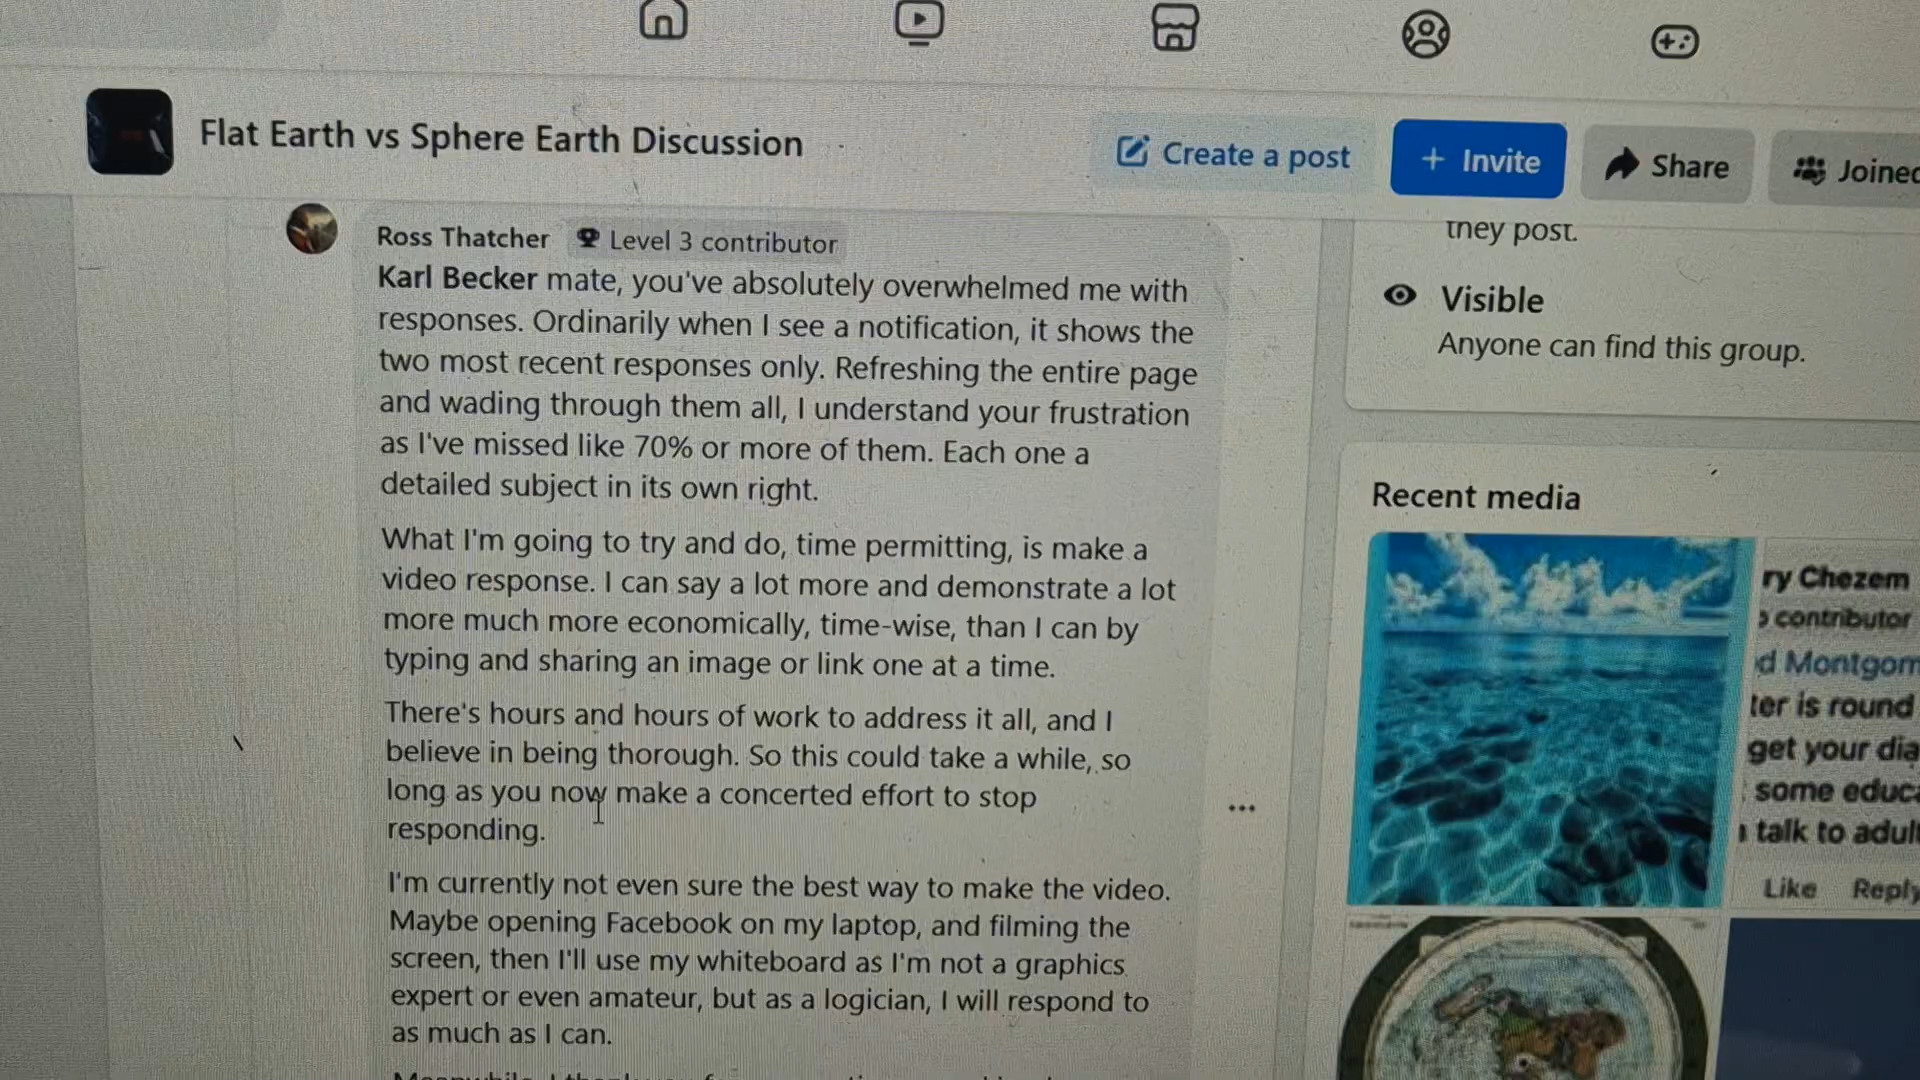 Flat Earth vs Sphere Earth Discussion
Create a post
+ Invite
Share
Joined
Ross Thatcher Level 3 contributor
Karl Becker mate, you've absolutely overwhelmed me with
responses. Ordinarily when I see a notification, it shows the
two most recent responses only. Refreshing the entire page
and wading through them all, I understand your frustration
as I've missed like 70% or more of them. Each one a
detailed subject in its own right.
What I'm going to try and do, time permitting, is make a
video response. I can say a lot more and demonstrate a lot
more much more economically, time-wise, than I can by
typing and sharing an image or link one at a time.
There's hours and hours of work to address it all, and I
believe in being thorough. So this could take a while, so
long as you now make a concerted effort to stop
responding.
I'm currently not even sure the best way to make the video.
Maybe opening Facebook on my laptop, and filming the
screen, then I'll use my whiteboard as I'm not a graphics
expert or even amateur, but as a logician, I will respond to
as much as I can.
they post.
Visible
Anyone can find this group.
Recent media
ry Chezem
contributor
d Montgom
ter is round
get your dia
some educa
talk to adult
Like Reply